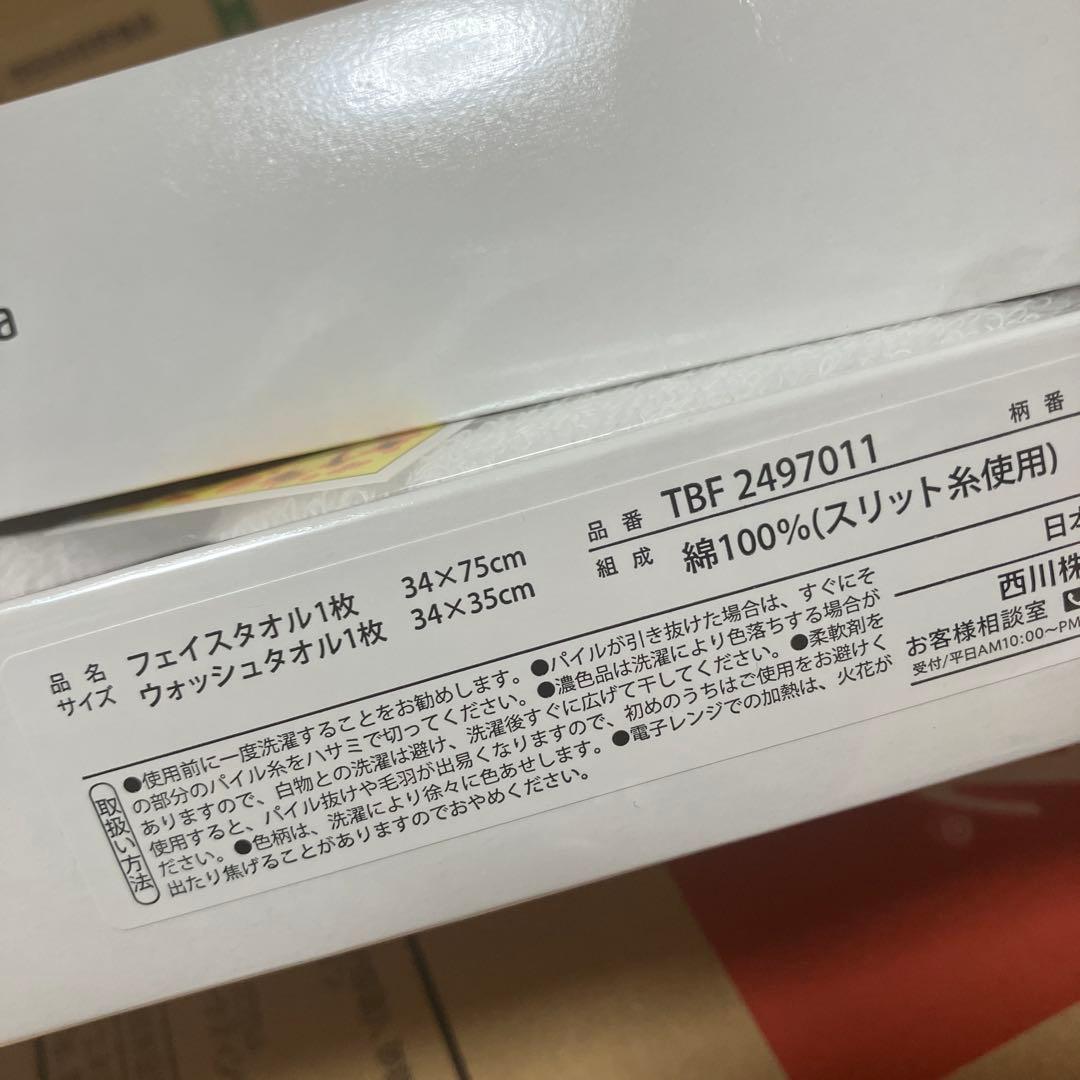 a
品名 フェイスタオル1枚 34×75cm
サイズ ウォッシュタオル1枚 34×35cm
品番 TBF 2497011 柄番
組成 綿100%(スリット糸使用)
日本
西川株
お客様相談室
受付/平日AM10:00〜PM
取扱い方法
●使用前に一度洗濯することをお勧めします。●パイルが引き抜けた場合は、すぐにそ
の部分のパイル糸をハサミで切ってください。●濃色品は洗濯により色落ちする場合が
ありますので、白物との洗濯は避け、洗濯後すぐに広げて干してください。●柔軟剤を
使用すると、パイル抜けや毛羽が出易くなりますので、初めのうちはご使用をお避けく
ださい。●色柄は、洗濯により徐々に色あせします。●電子レンジでの加熱は、火花が
出たり焦げることがありますのでおやめください。